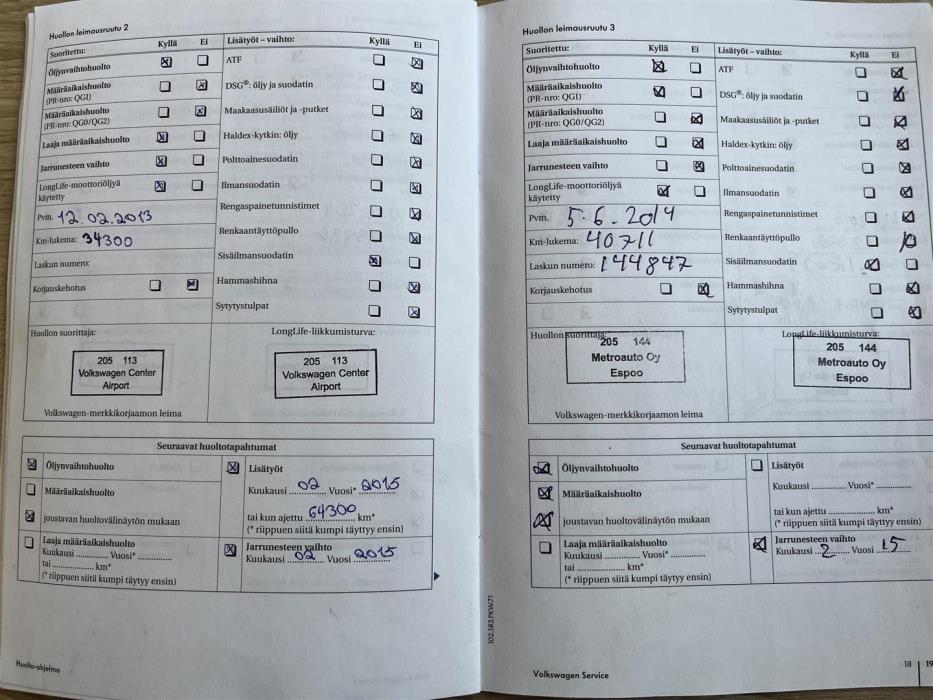 Huollon leimausruutu 2
Suoritettu: Kyllä Ei
Öljynvaihtohuolto
Määräaikaishuolto
(PR-nro: QG1)
Määräaikaishuolto
(PR-nro: QG0/QG2)
Laaja määräaikaishuolto
Jarrunesteen vaihto
LongLife-moottoriöljyä
käytetty
Pvm. 12.02.2013
Km-lukema: 34300
Laskun numero:
Korjauskehotus
Lisätyöt – vaihto: Kyllä Ei
ATF
DSG®: öljy ja suodatin
Maakaasusäiliöt ja -putket
Haldex-kytkin: öljy
Polttoainesuodatin
Ilmansuodatin
Rengaspainetunnistimet
Renkaantäyttöpullo
Sisäilmansuodatin
Hammashihna
Sytytystulpat
Huollon suorittaja:
205 113
Volkswagen Center
Airport
Volkswagen-merkkikorjaamon leima
LongLife-liikkumisturva:
205 113
Volkswagen Center
Airport
Seuraavat huoltotapahtumat
Öljynvaihtohuolto
Määräaikaishuolto
joustavan huoltovälinäytön mukaan
Laaja määräaikaishuolto
Kuukausi ............ Vuosi* ............
tai .................... km*
(* riippuen siitä kumpi täytyy ensin)
Lisätyöt
Kuukausi 02 Vuosi* 2015
tai kun ajettu 64300 km*
(* riippuen siitä kumpi täyttyy ensin)
Jarrunesteen vaihto
Kuukausi 02 Vuosi 2015
Huolto-ohjelma
Huollon leimausruutu 3
Suoritettu: Kyllä Ei
Öljynvaihtohuolto
Määräaikaishuolto
(PR-nro: QG1)
Määräaikaishuolto
(PR-nro: QG0/QG2)
Laaja määräaikaishuolto
Jarrunesteen vaihto
LongLife-moottoriöljyä
käytetty
Pvm. 5.6.2014
Km-lukema: 40711
Laskun numero: 144847
Korjauskehotus
Lisätyöt – vaihto: Kyllä Ei
ATF
DSG®: öljy ja suodatin
Maakaasusäiliöt ja -putket
Haldex-kytkin: öljy
Polttoainesuodatin
Ilmansuodatin
Rengaspainetunnistimet
Renkaantäyttöpullo
Sisäilmansuodatin
Hammashihna
Sytytystulpat
Huollon suorittaja:
205 144
Metroauto Oy
Espoo
Volkswagen-merkkikorjaamon leima
LongLife-liikkumisturva:
205 144
Metroauto Oy
Espoo
Seuraavat huoltotapahtumat
Öljynvaihtohuolto
Määräaikaishuolto
joustavan huoltovälinäytön mukaan
Laaja määräaikaishuolto
Kuukausi ............ Vuosi* ............
tai .................... km*
(* riippuen siitä kumpi täytyy ensin)
Lisätyöt
Kuukausi ............ Vuosi* ............
tai kun ajettu ............ km*
(* riippuen siitä kumpi täyttyy ensin)
Jarrunesteen vaihto
Kuukausi 2 Vuosi 15
102.5R3.PKW.71
Volkswagen Service
18 19